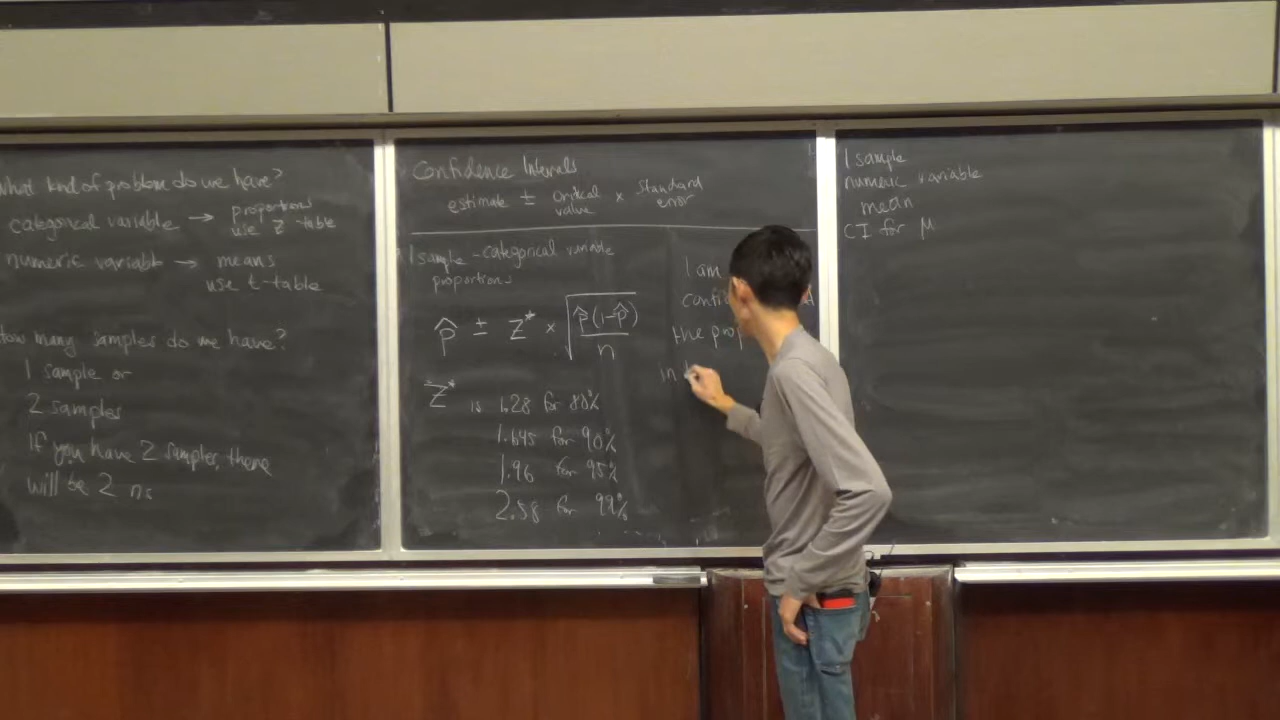 What kind of problem do we have?
categorical variable → proportions
use Z-table
numeric variable → means
use t-table
How many samples do we have?
1 sample or
2 samples
If you have 2 samples, there
will be 2 ns
Confidence Intervals
estimate ± critical value × standard error
1 sample - categorical variable
proportions
p̂ ± Z* × √(p̂(1-p̂)/n)
Z* is 1.28 for 80%
1.645 for 90%
1.96 for 95%
2.58 for 99%
I am
the
in
1 sample
numeric variable
mean
CI for μ